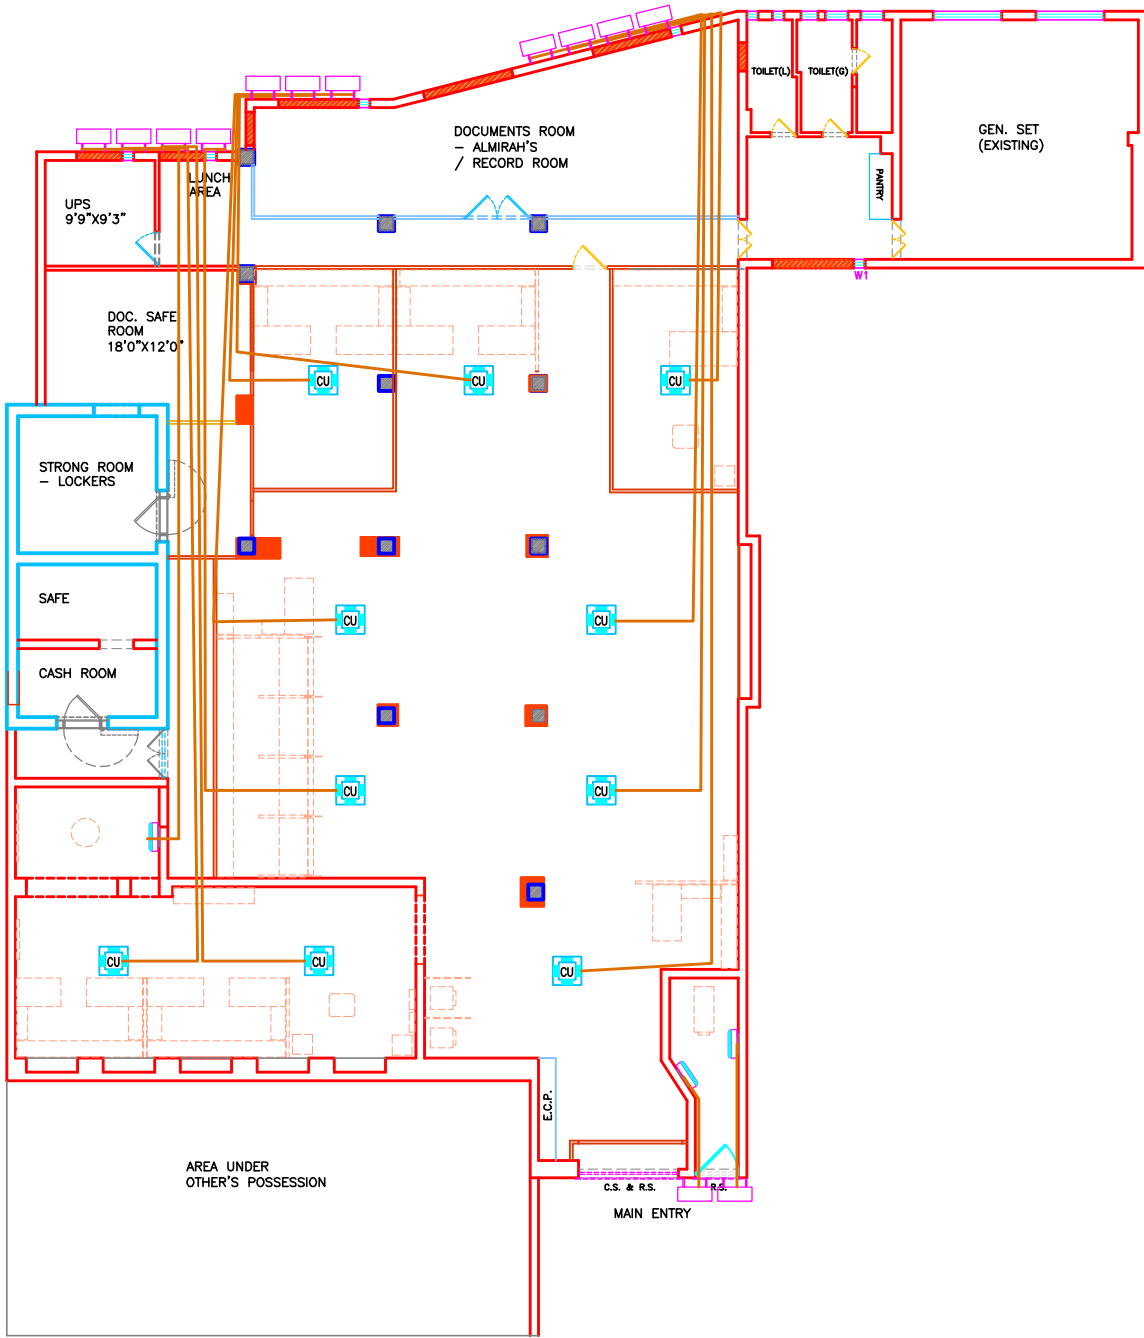 TOILET(L)
TOILET(G)
DOCUMENTS ROOM
– ALMIRAH'S
/ RECORD ROOM
GEN. SET
(EXISTING)
PANTRY
LUNCH
AREA
UPS
9'9"X9'3"
W1
DOC. SAFE
ROOM
18'0"X12'0"
CU
CU
CU
STRONG ROOM
– LOCKERS
SAFE
CU
CU
CASH ROOM
CU
CU
CU
CU
CU
E.C.P.
AREA UNDER
OTHER'S POSSESSION
C.S. & R.S.
R.S.
MAIN ENTRY